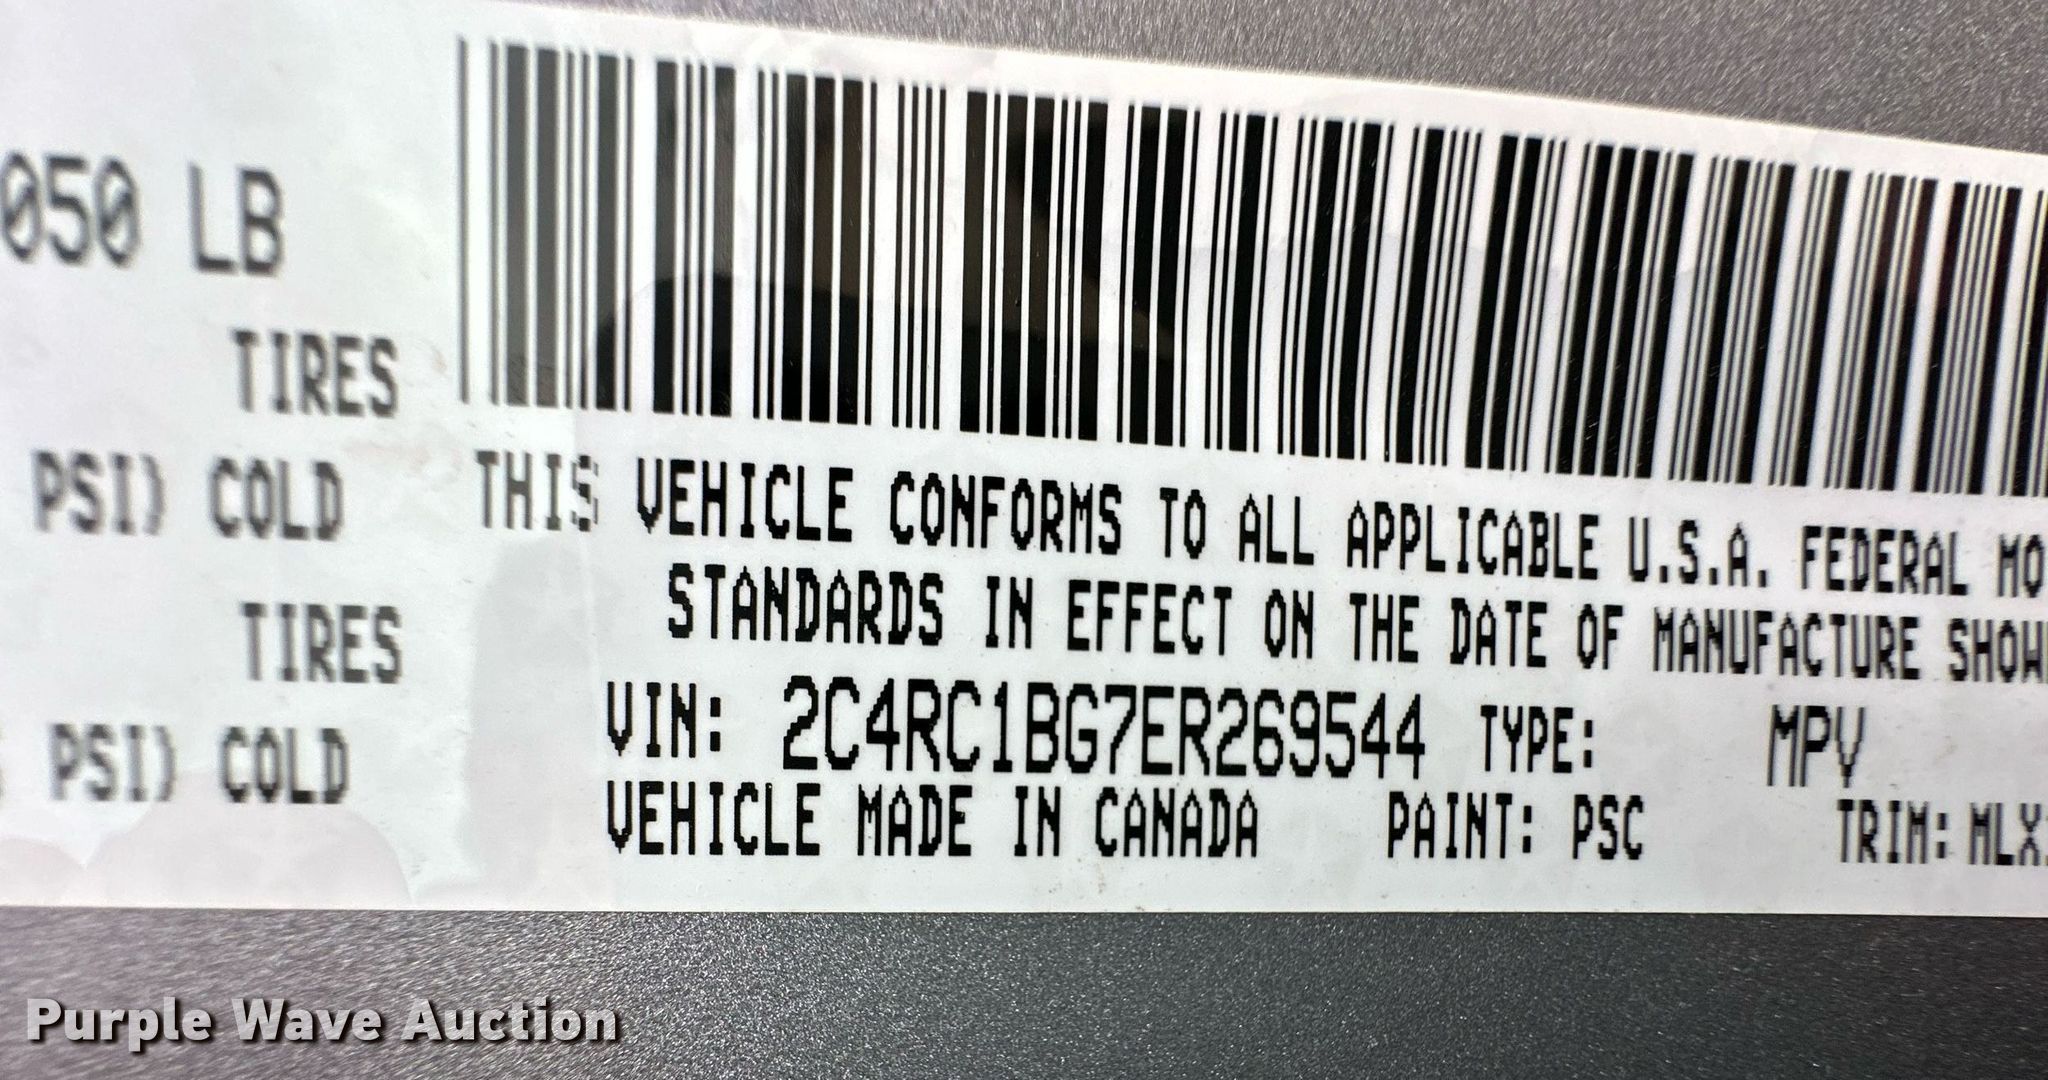 050 LB
TIRES
PSI) COLD
TIRES
PSI) COLD
THIS VEHICLE CONFORMS TO ALL APPLICABLE U.S.A. FEDERAL MO
STANDARDS IN EFFECT ON THE DATE OF MANUFACTURE SHOW
VIN: 2C4RC1BG7ER269544 TYPE: MPV
VEHICLE MADE IN CANADA PAINT: PSC TRIM: MLX
Purple Wave Auction